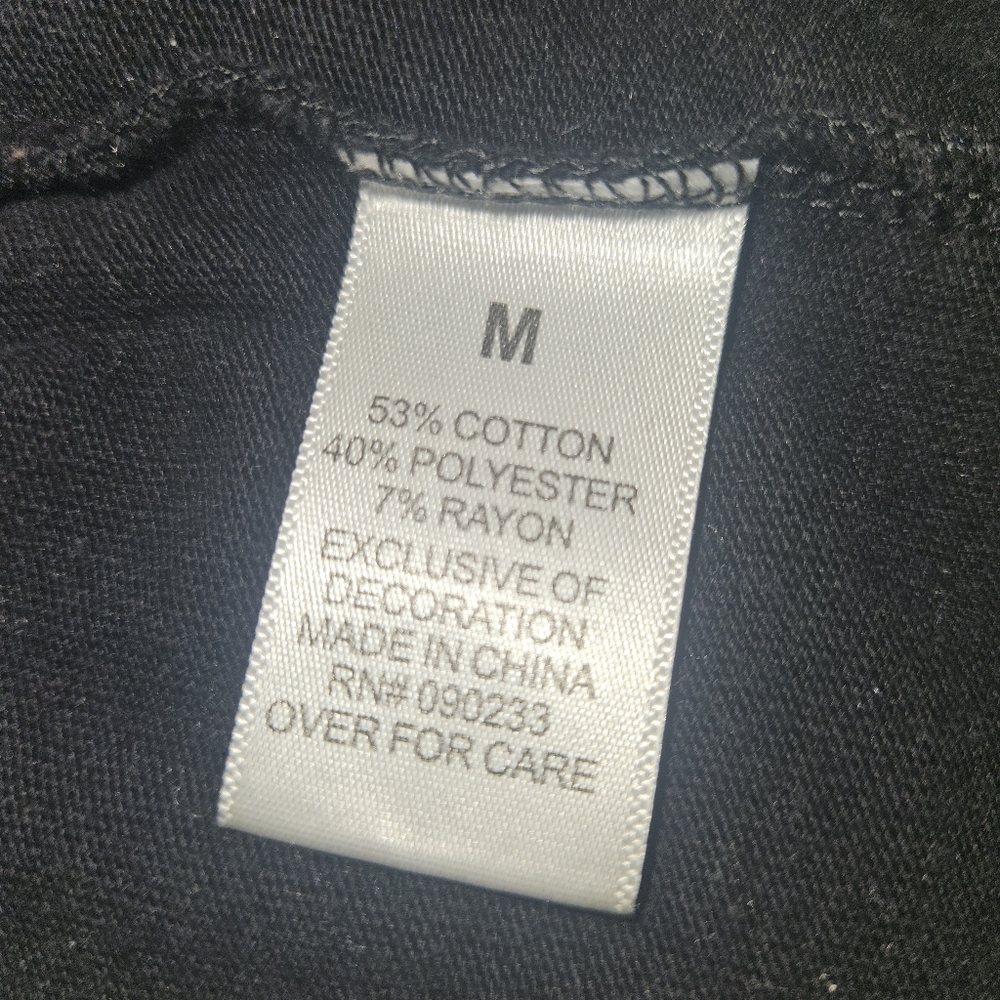 M
53% COTTON
40% POLYESTER
7% RAYON
EXCLUSIVE OF
DECORATION
MADE IN CHINA
RN# 090233
OVER FOR CARE